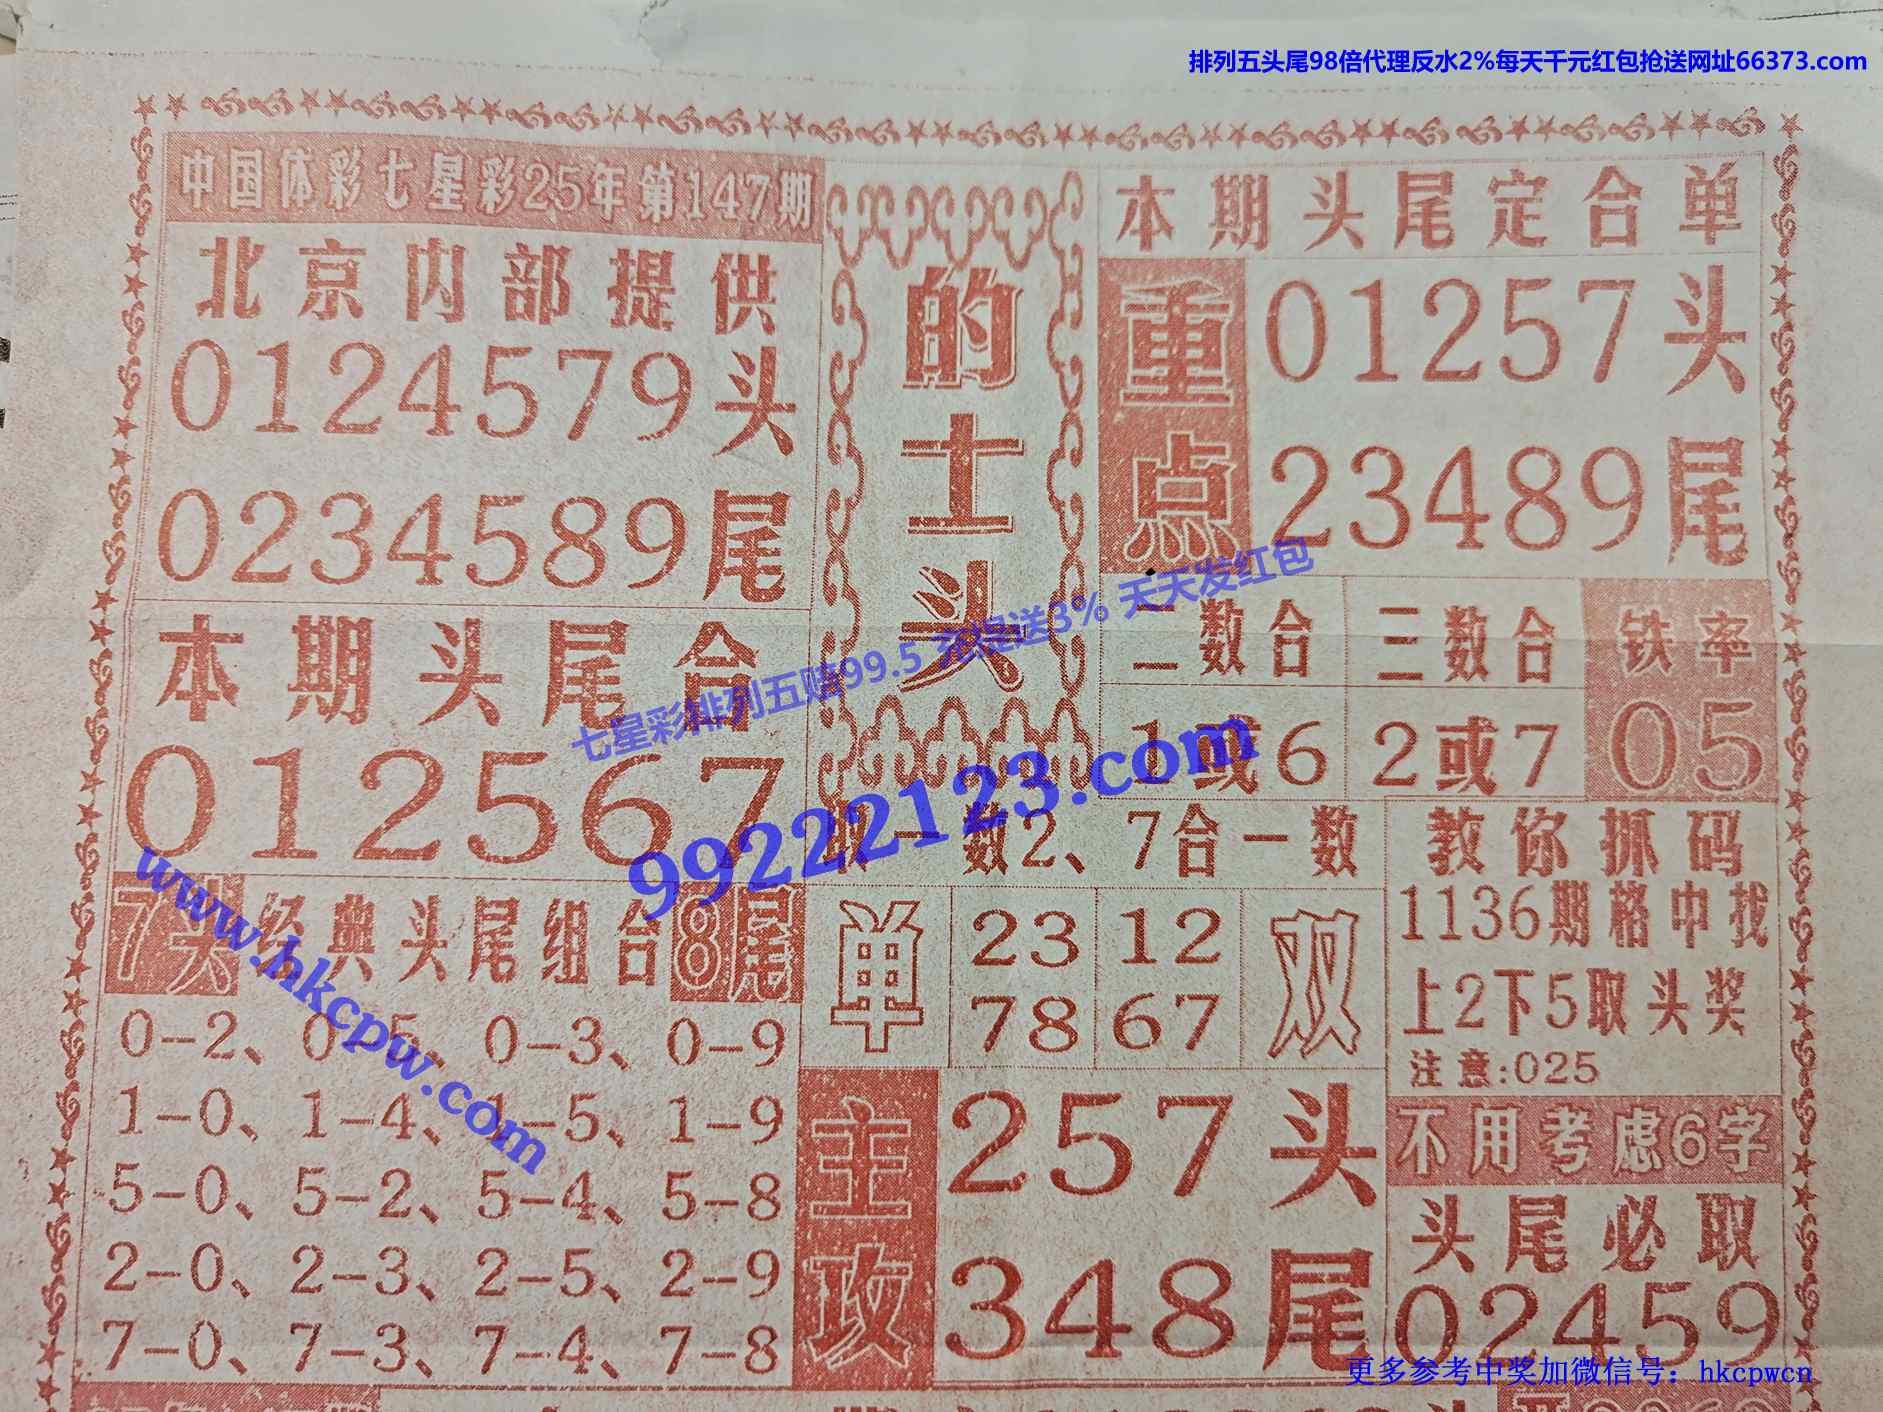 排列五头尾98倍代理反水2%每天千元红包抢送网址66373.com
中国体彩七星彩25年第147期
北京内部提供
0124579头
0234589尾
本期头尾合
012567
7头 经典头尾组合 8尾
0-2、0-5、0-3、0-9
1-0、1-4、1-5、1-9
5-0、5-2、5-4、5-8
2-0、2-3、2-5、2-9
7-0、7-3、7-4、7-8
的士头
本期头尾定合单
重点
01257头
23489尾
二数合 三数合 铁率
1或6 2或7 05
取一数2、7合一数
单 23 12 双
78 67
主攻
257头
348尾
教你抓码
1136期格中找
上2下5取头奖
注意:025
不用考虑6字
头尾必取
02459
七星彩排列五赔99.5 充提送3% 天天发红包
99222123.com
www.hkcpw.com
更多参考中奖加微信号：hkcpwcn